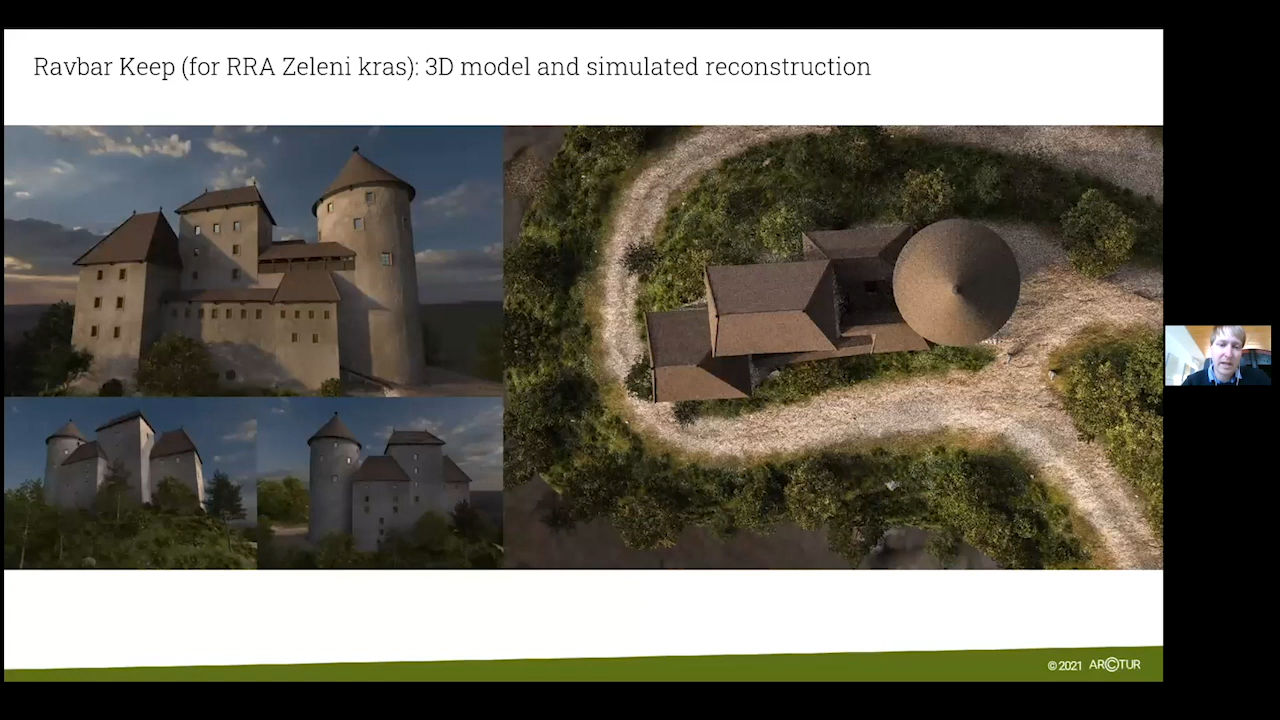 Ravbar Keep (for RRA Zeleni kras): 3D model and simulated reconstruction
© 2021 ARCTUR